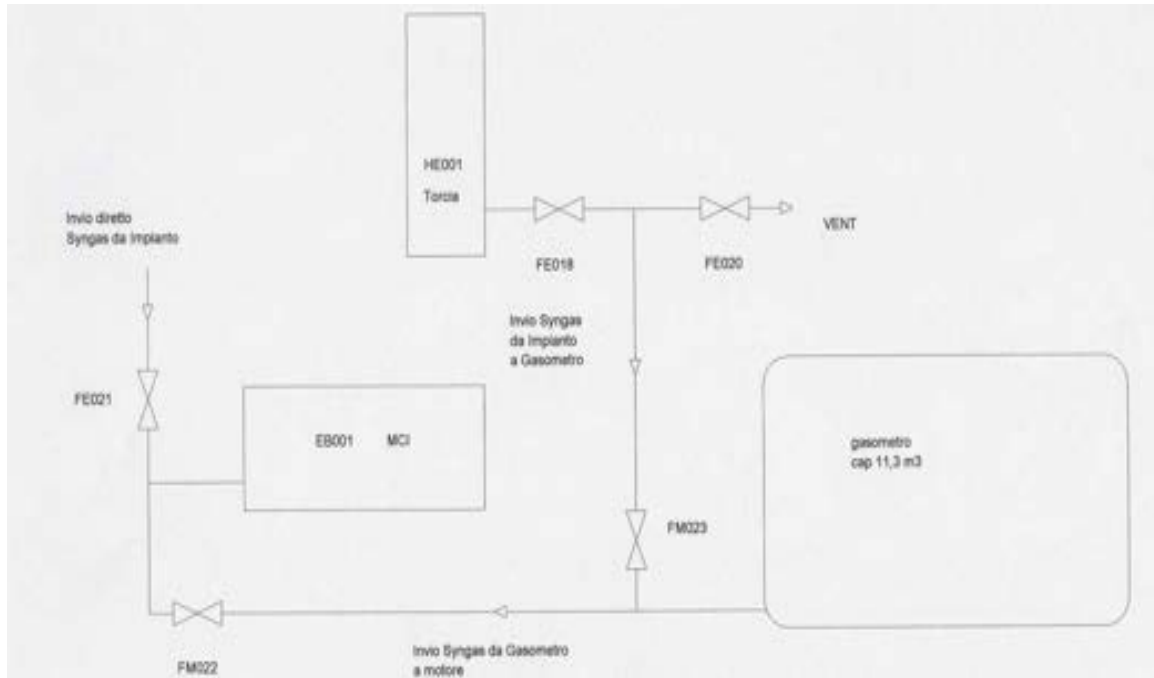 HE001
Torcia
Invio diretto
Syngas da Impianto
VENT
FE018
FE020
Invio Syngas
da Impianto
a Gasometro
FE021
EB001 MCI
gasometro
cap 11,3 m3
FM023
Invio Syngas da Gasometro
a motore
FM022